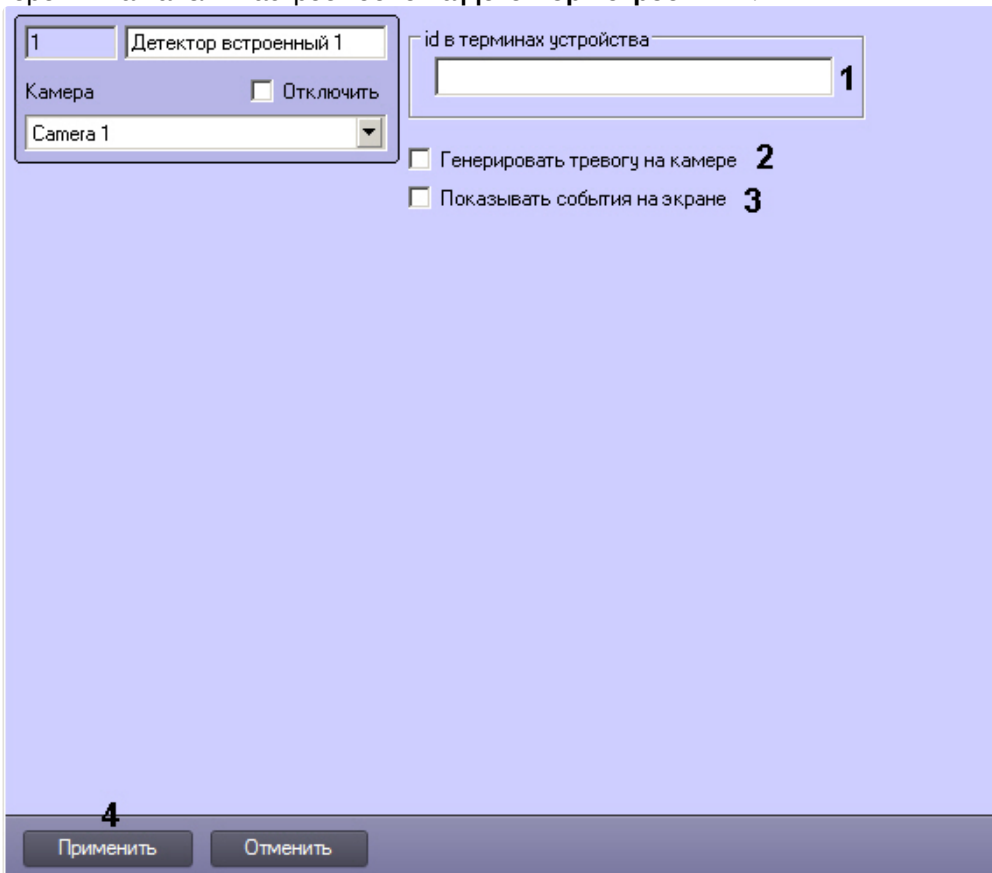 1
Детектор встроенный 1
Камера
Отключить
Camera 1
id в терминах устройства
1
Генерировать тревогу на камере 2
Показывать события на экране 3
4
Применить
Отменить